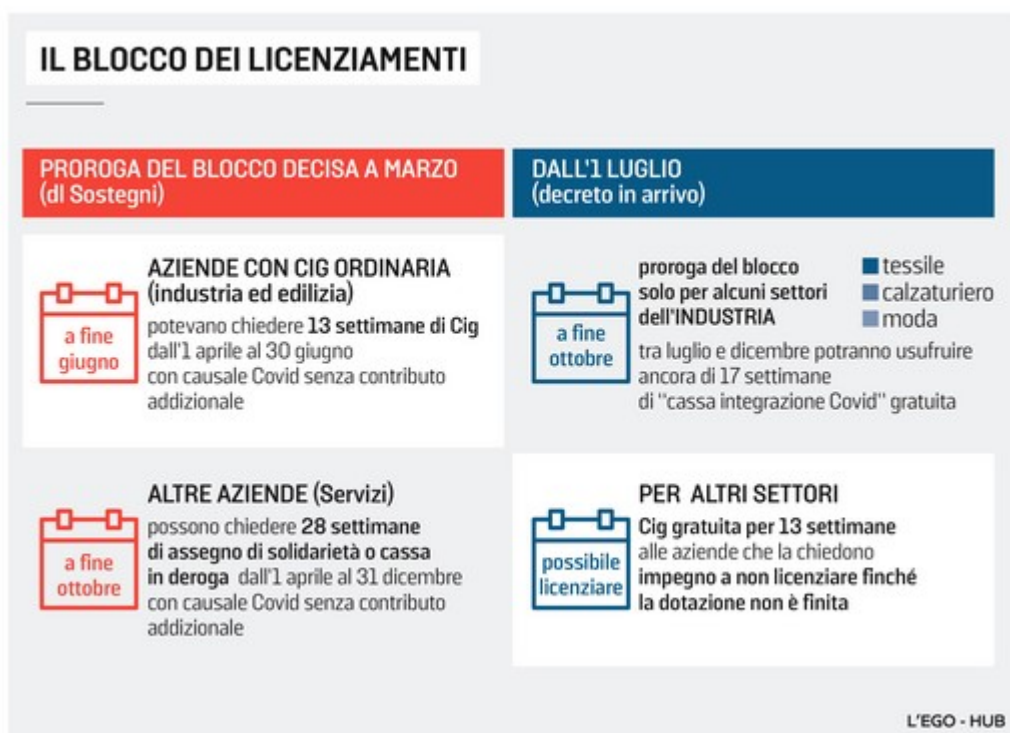 IL BLOCCO DEI LICENZIAMENTI
PROROGA DEL BLOCCO DECISA A MARZO
(dl Sostegni)
a fine
giugno
AZIENDE CON CIG ORDINARIA
(industria ed edilizia)
potevano chiedere 13 settimane di Cig
dall'1 aprile al 30 giugno
con causale Covid senza contributo
addizionale
a fine
ottobre
ALTRE AZIENDE (Servizi)
possono chiedere 28 settimane
di assegno di solidarietà o cassa
in deroga dall'1 aprile al 31 dicembre
con causale Covid senza contributo
addizionale
DALL'1 LUGLIO
(decreto in arrivo)
a fine
ottobre
proroga del blocco
solo per alcuni settori
dell'INDUSTRIA
tessile
calzaturiero
moda
tra luglio e dicembre potranno usufruire
ancora di 17 settimane
di "cassa integrazione Covid" gratuita
possibile
licenziare
PER ALTRI SETTORI
Cig gratuita per 13 settimane
alle aziende che la chiedono
impegno a non licenziare finché
la dotazione non è finita
L'EGO - HUB